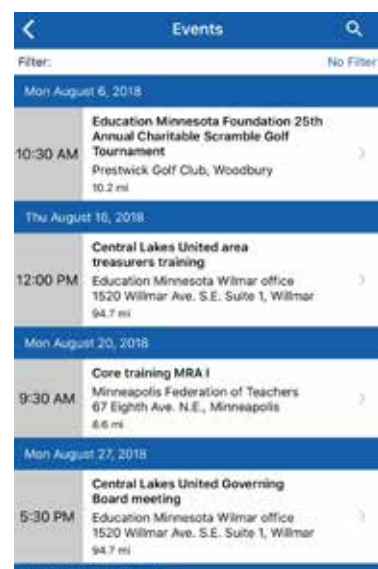 Events
Filter: No Filter
Mon August 6, 2018
10:30 AM
Education Minnesota Foundation 25th
Annual Charitable Scramble Golf
Tournament
Prestwick Golf Club, Woodbury
10.2 mi
Thu August 16, 2018
12:00 PM
Central Lakes United area
treasurers training
Education Minnesota Wilmar office
1520 Willmar Ave. S.E. Suite 1, Willmar
94.7 mi
Mon August 20, 2018
9:30 AM
Core training MRA I
Minneapolis Federation of Teachers
67 Eighth Ave. N.E., Minneapolis
8.6 mi
Mon August 27, 2018
5:30 PM
Central Lakes United Governing
Board meeting
Education Minnesota Wilmar office
1520 Willmar Ave. S.E. Suite 1, Willmar
94.7 mi